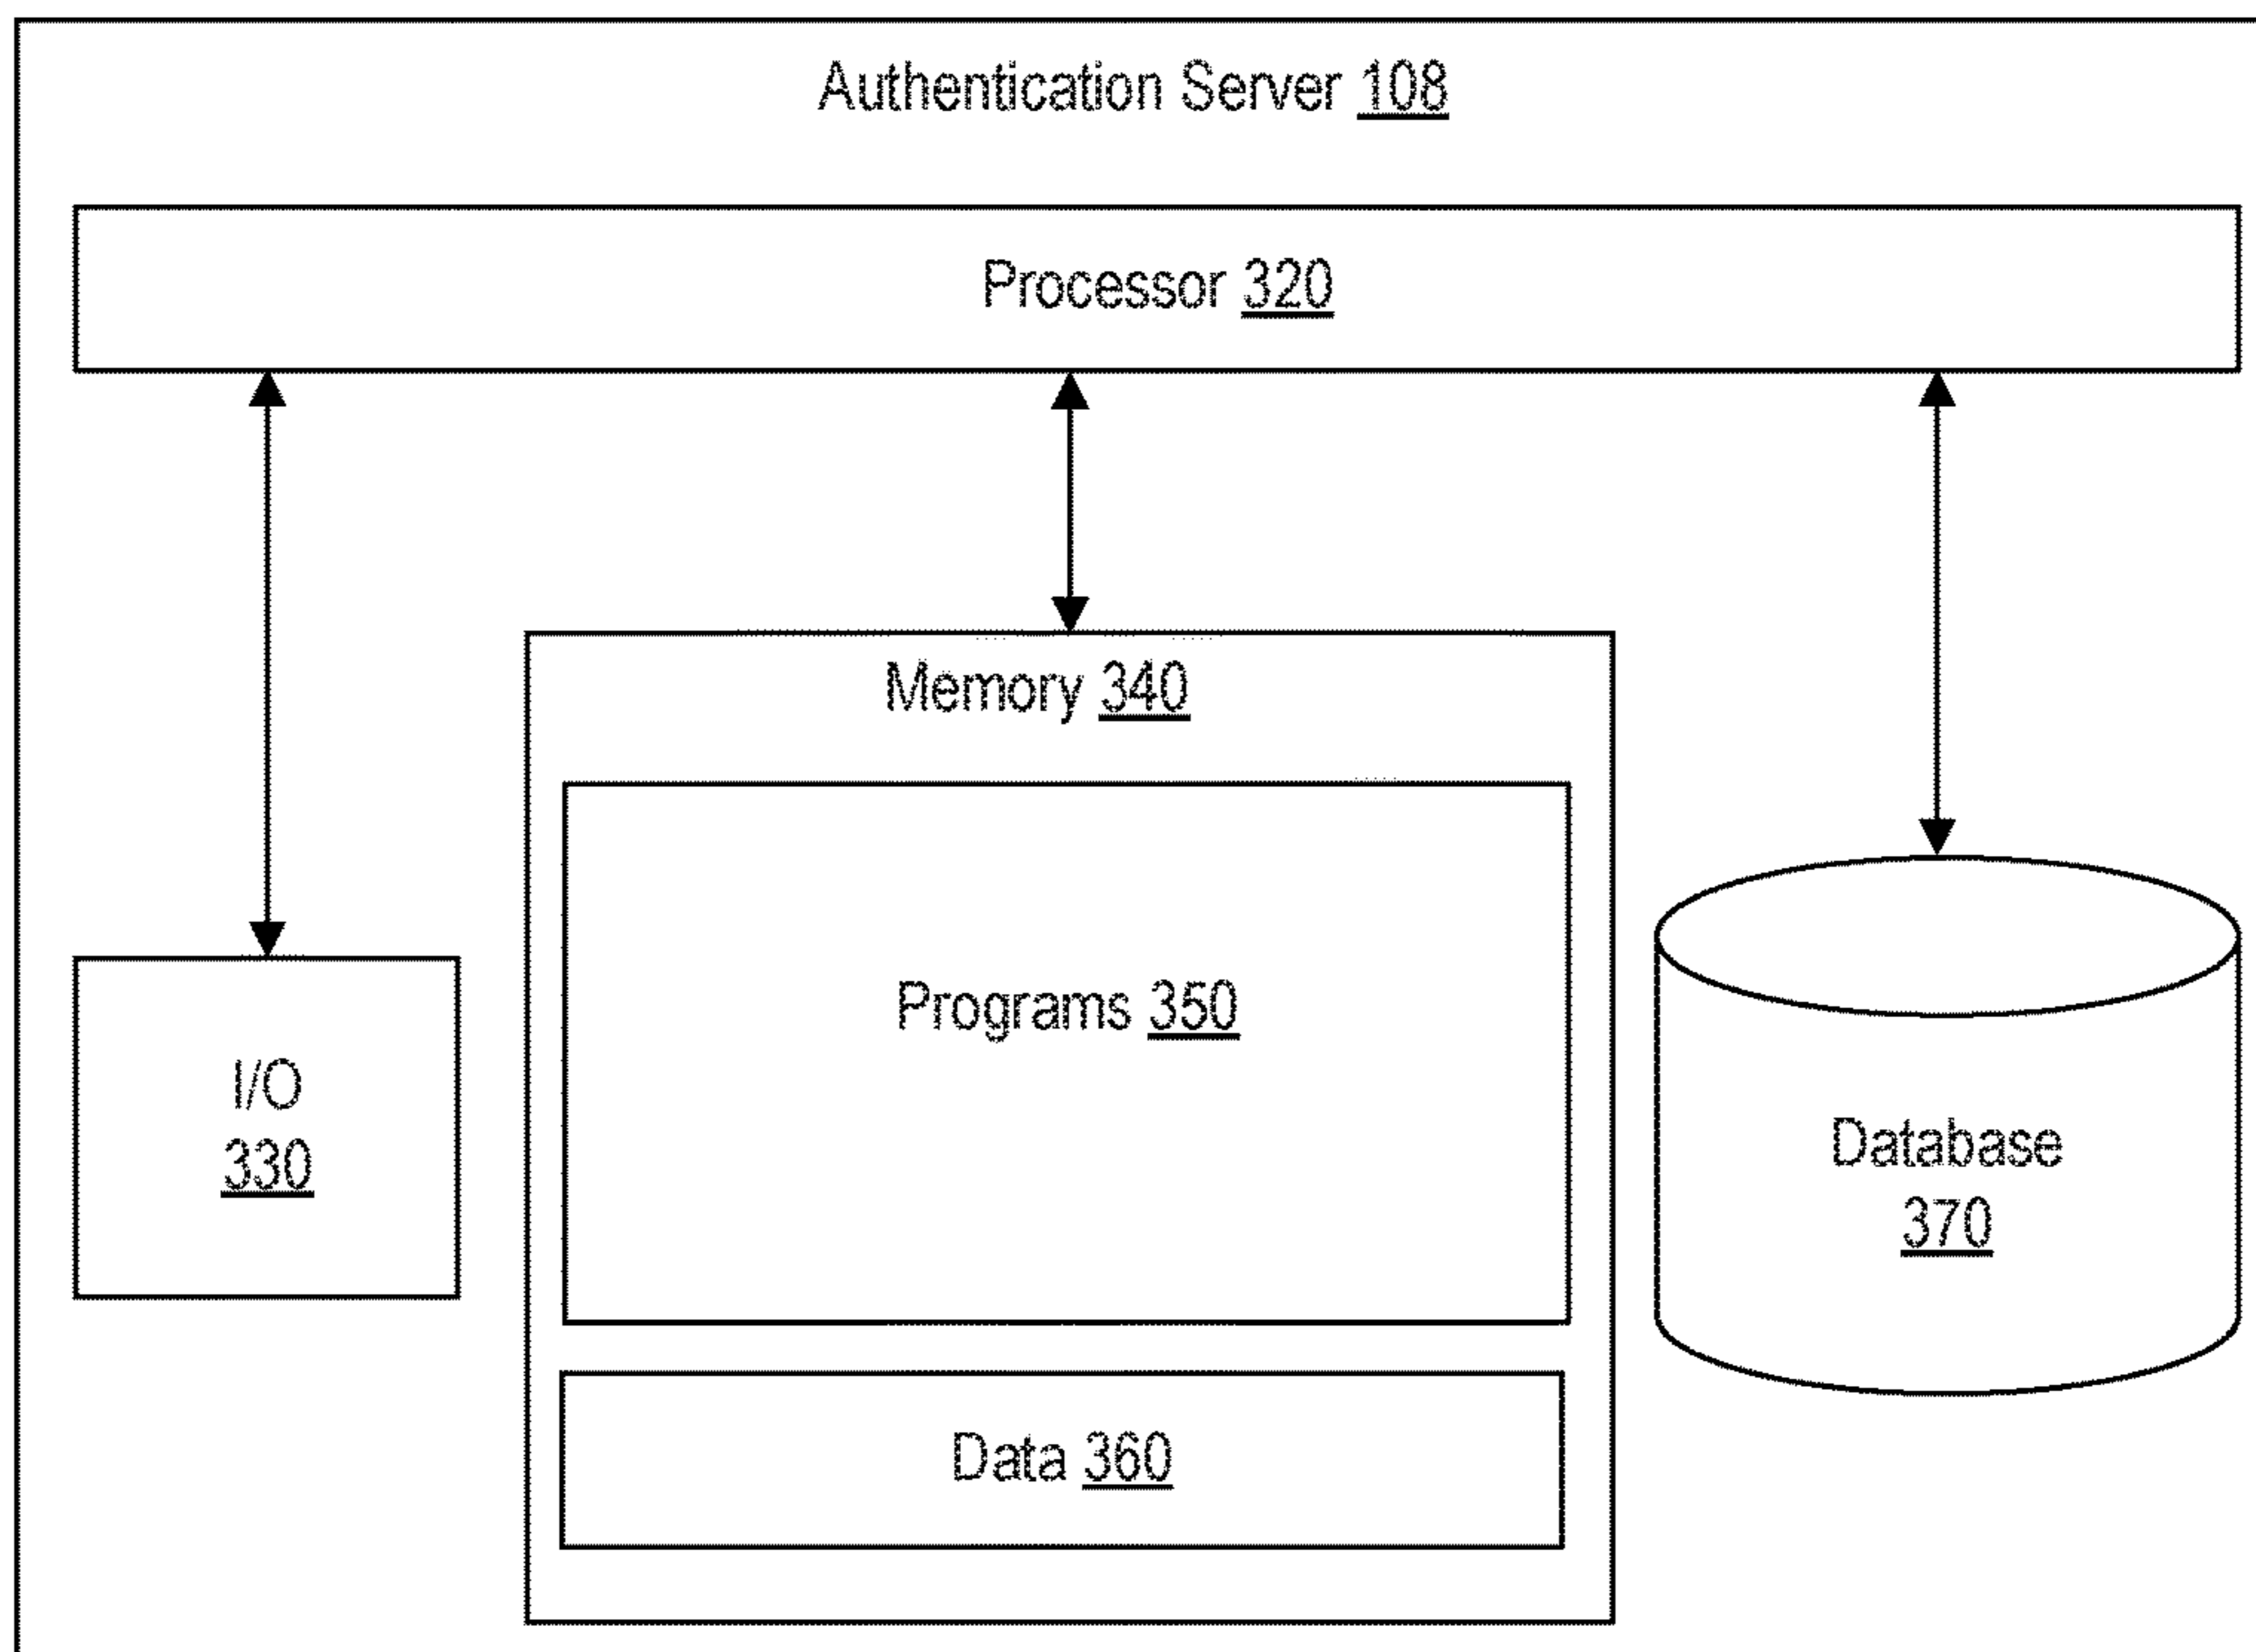 Authentication Server 108
Processor 320
Memory 340
Programs 350
I/O
330
Database
370
Data 360